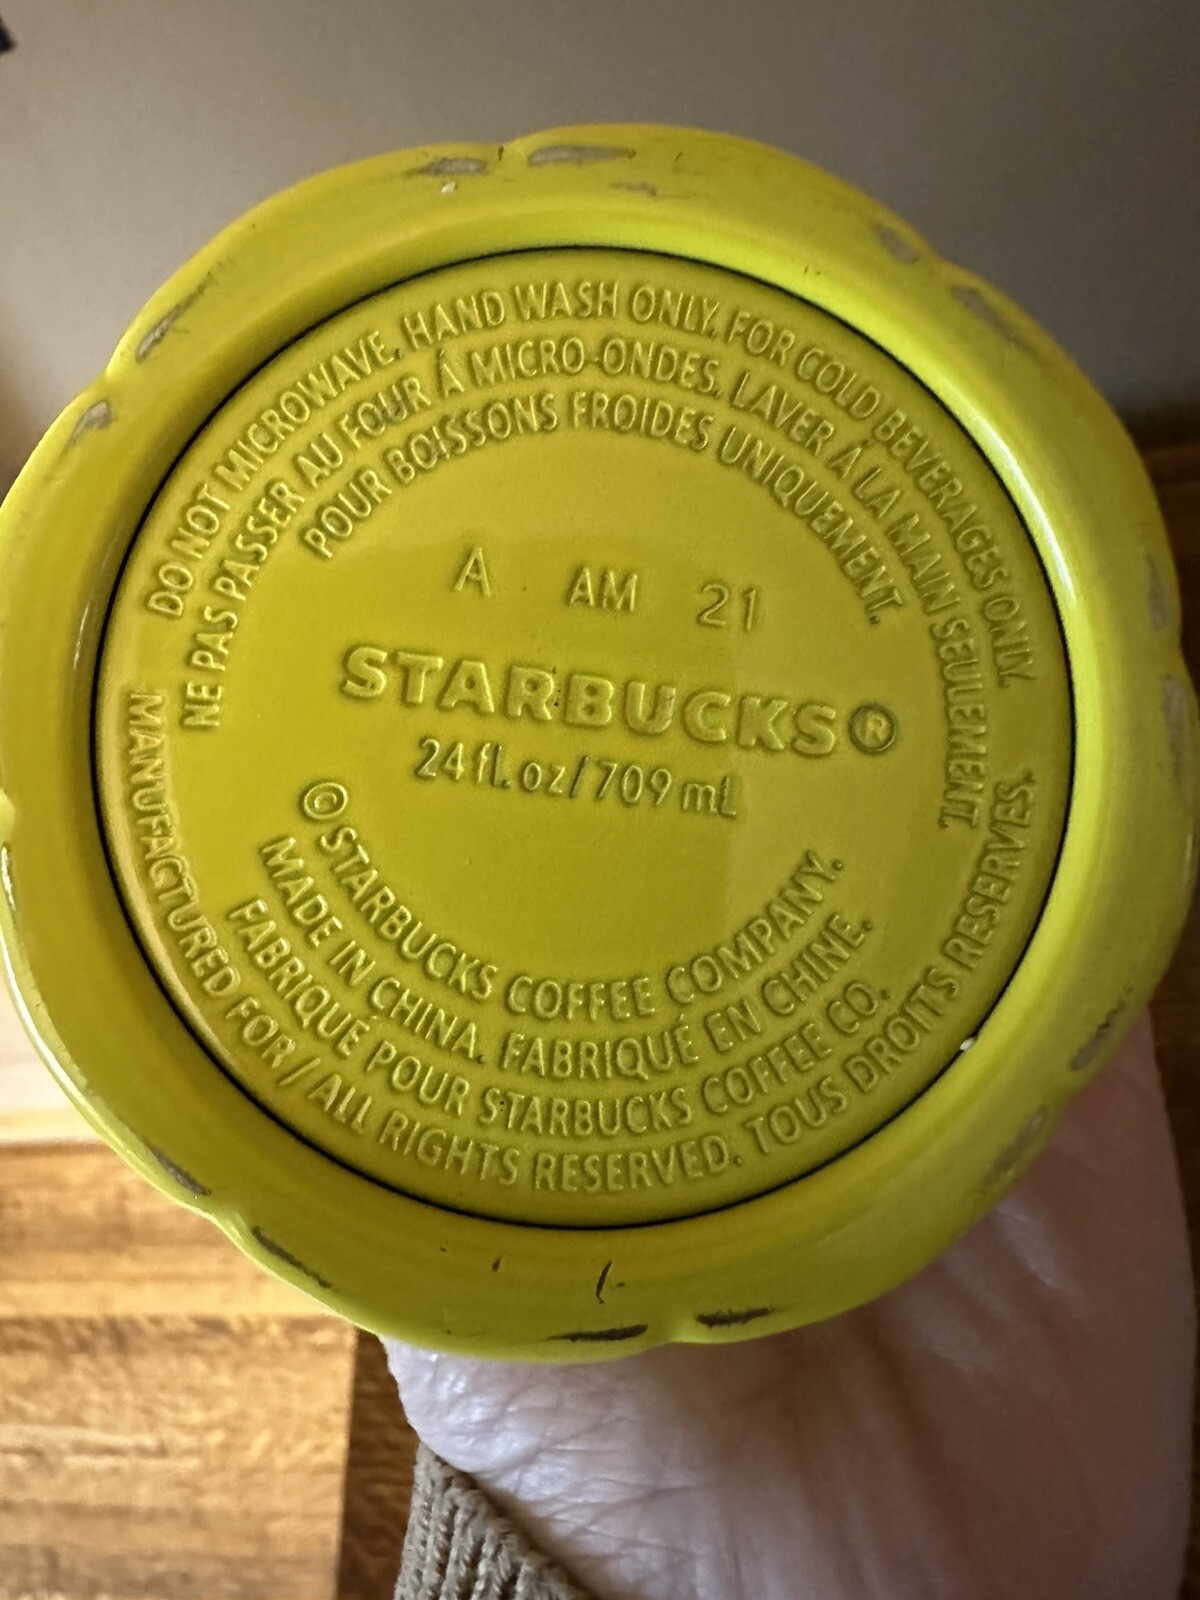 DO NOT MICROWAVE. HAND WASH ONLY. FOR COLD BEVERAGES ONLY.
NE PAS PASSER AU FOUR Á MICRO-ONDES. LAVER Á LA MAIN SEULEMENT.
POUR BOISSONS FROIDES UNIQUEMENT.
A AM 21
STARBUCKS®
24 fl. oz/709 mL
© STARBUCKS COFFEE COMPANY.
MADE IN CHINA. FABRIQUÉ EN CHINE.
FABRIQUÉ POUR STARBUCKS COFFEE CO.
MANUFACTURED FOR / ALL RIGHTS RESERVED. TOUS DROITS RESERVES.